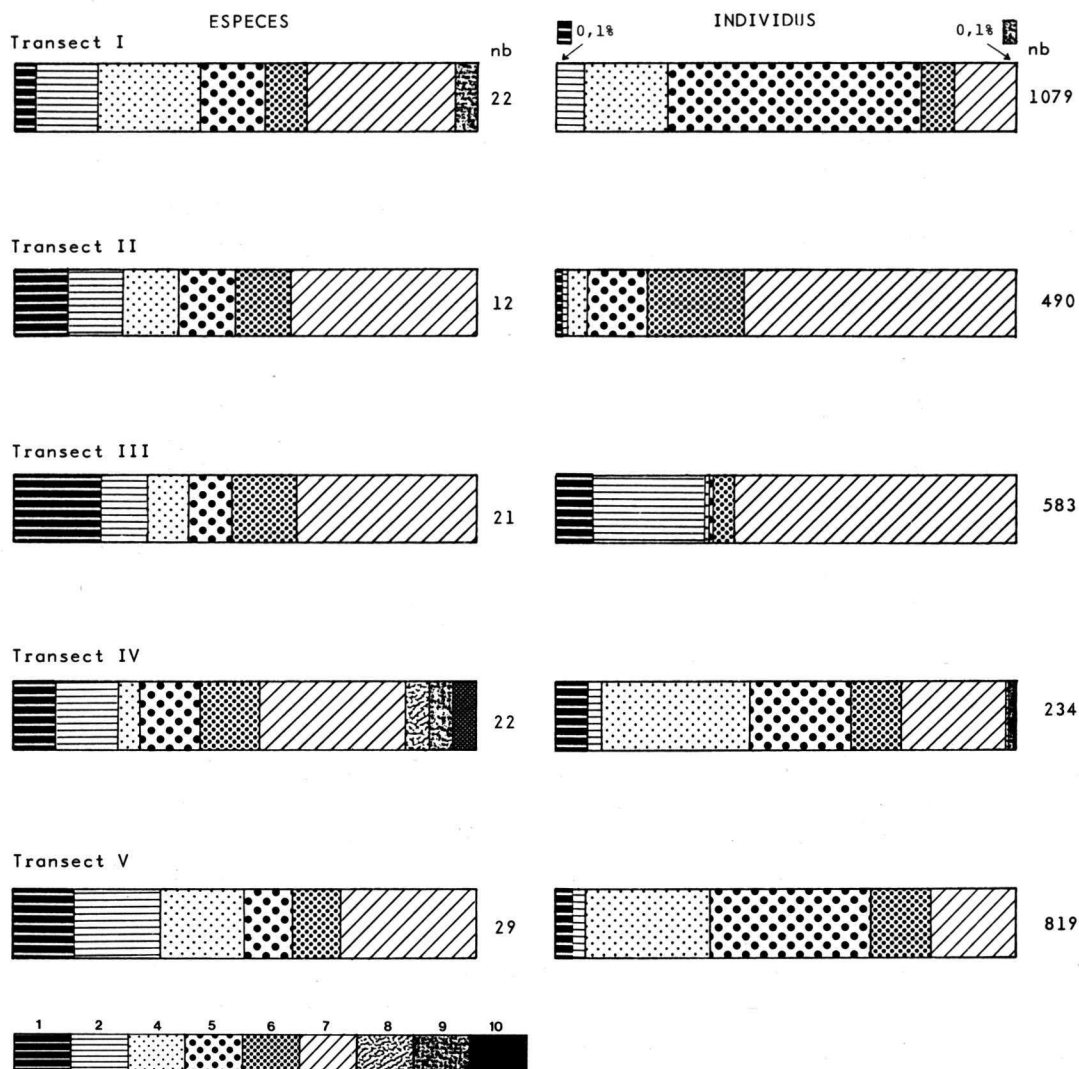 ESPECES
INDIVIDUS
0,1%
0,1%
Transect I
nb
nb
22
1079
Transect II
12
490
Transect III
21
583
Transect IV
22
234
Transect V
29
819
1 2 4 5 6 7 8 9 10